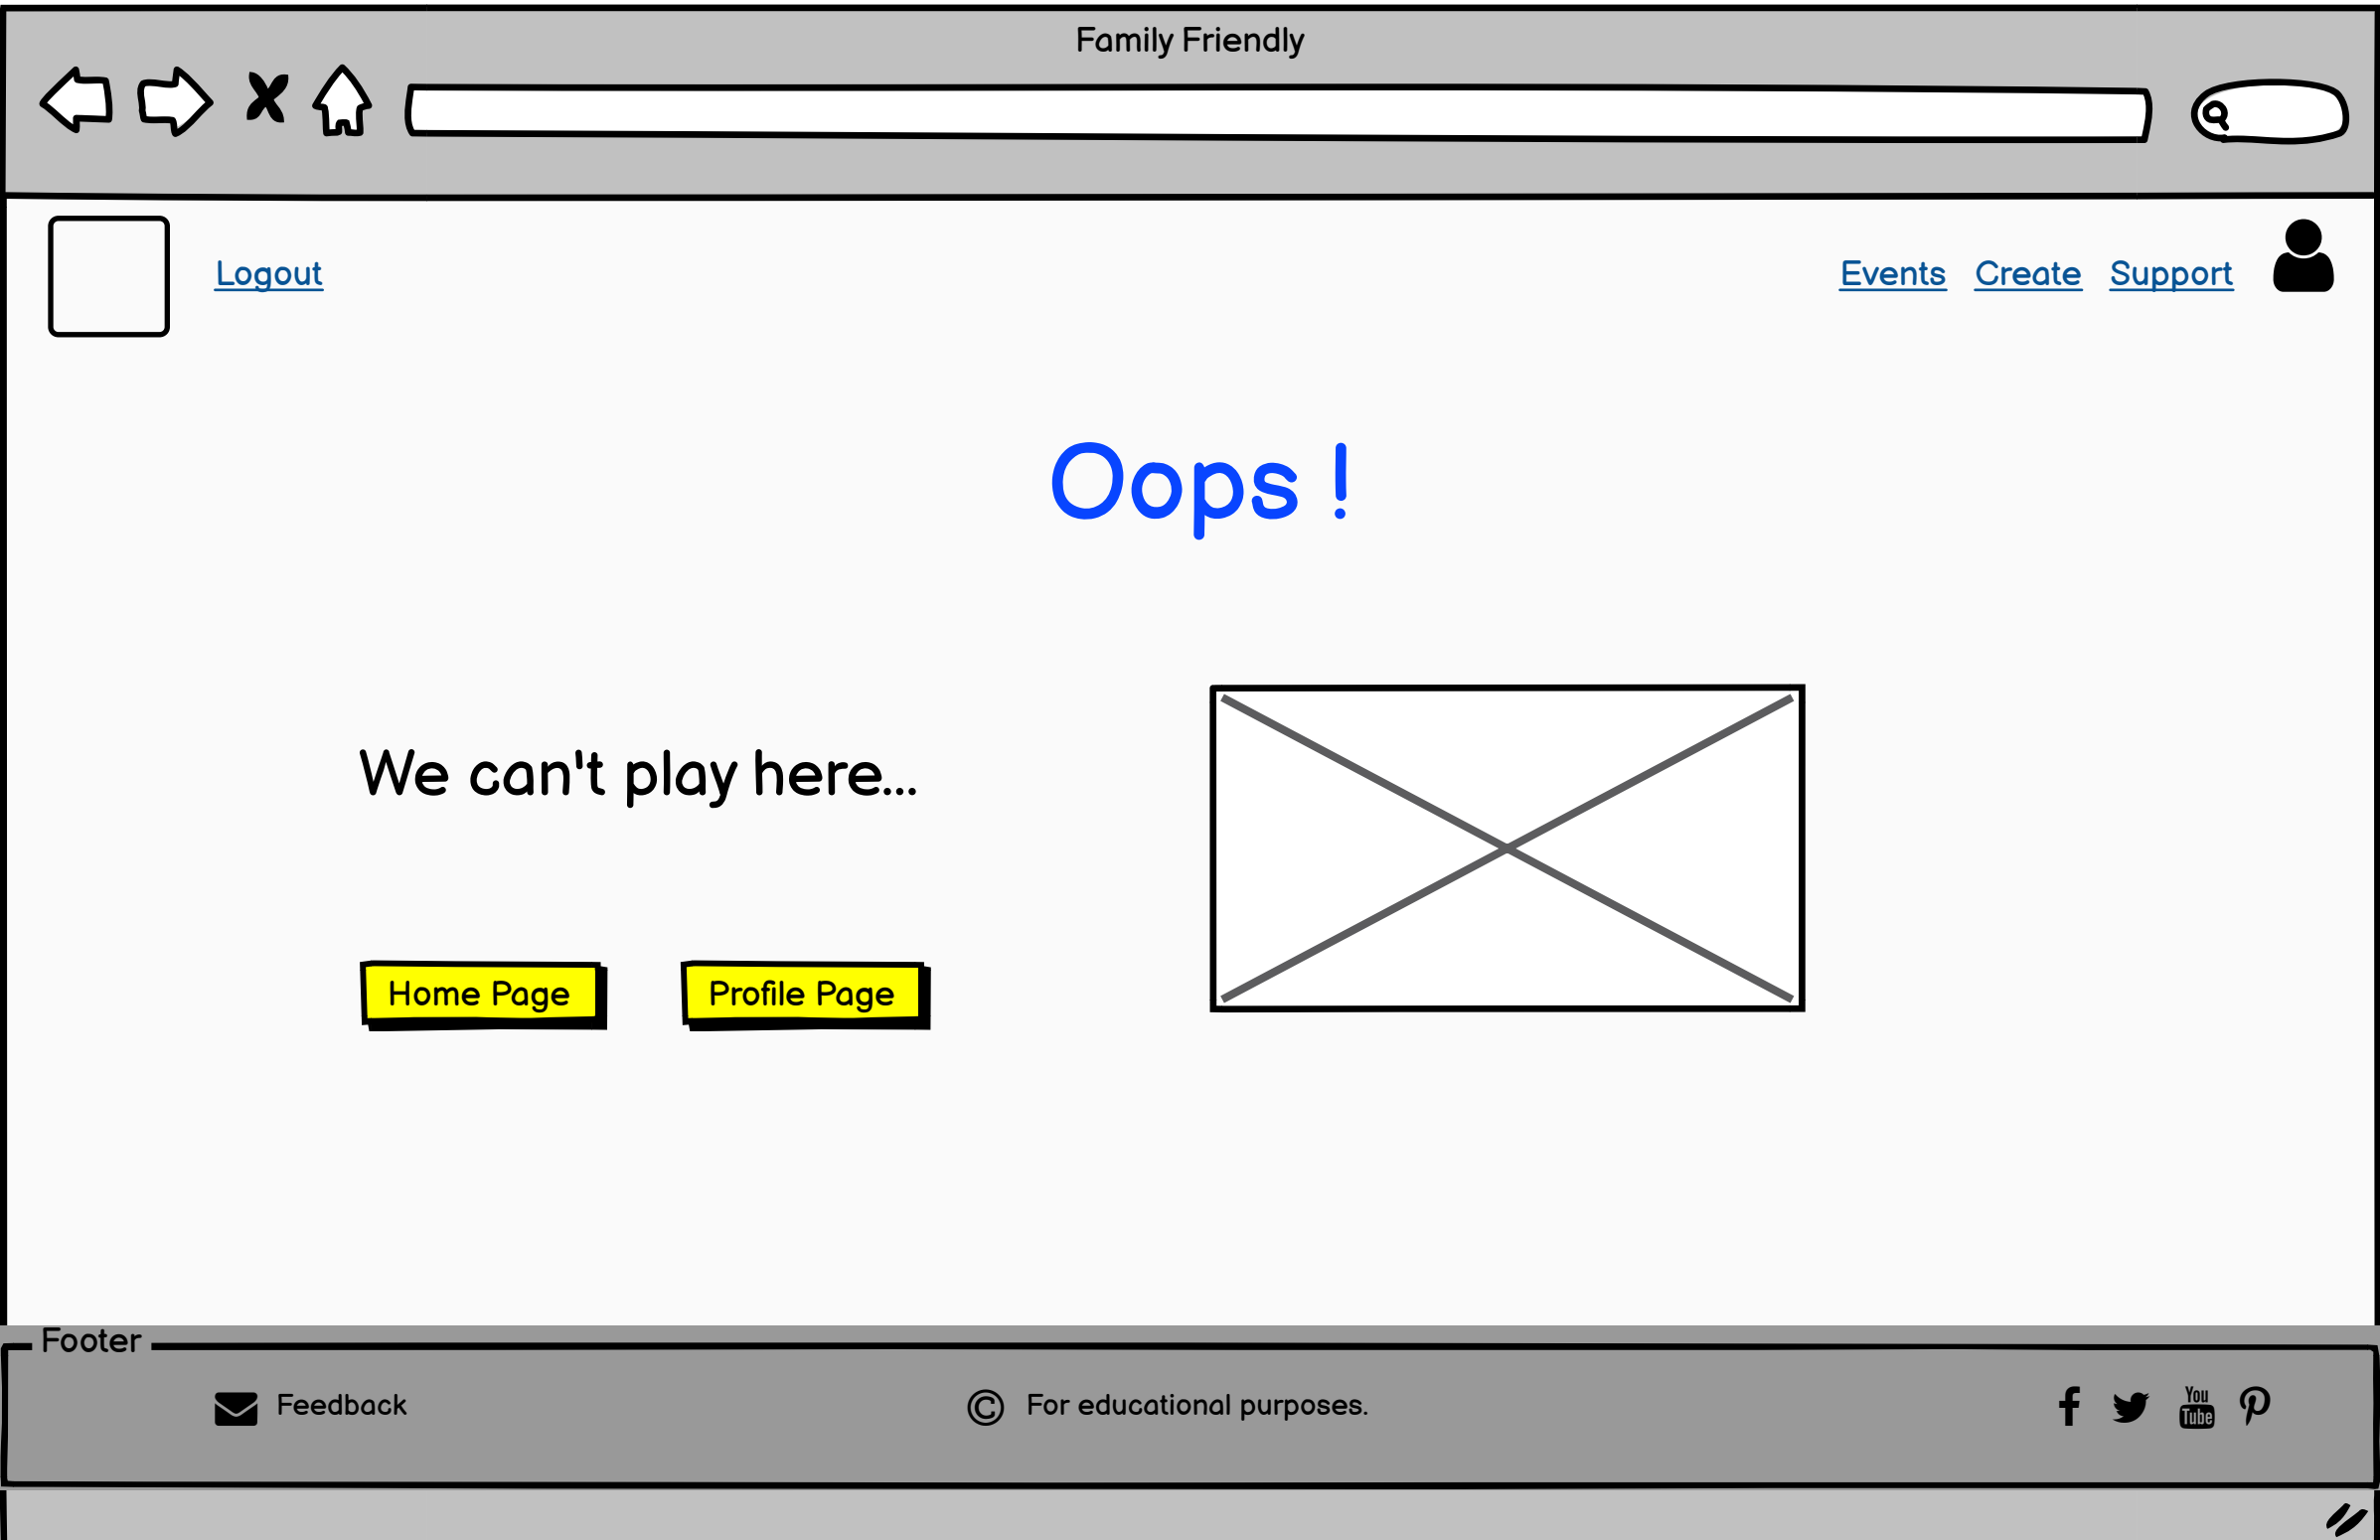 Family Friendly
Logout
Events Create Support
Oops !
We can't play here...
Home Page
Profile Page
Footer
Feedback
© For educational purposes.
You
Tube